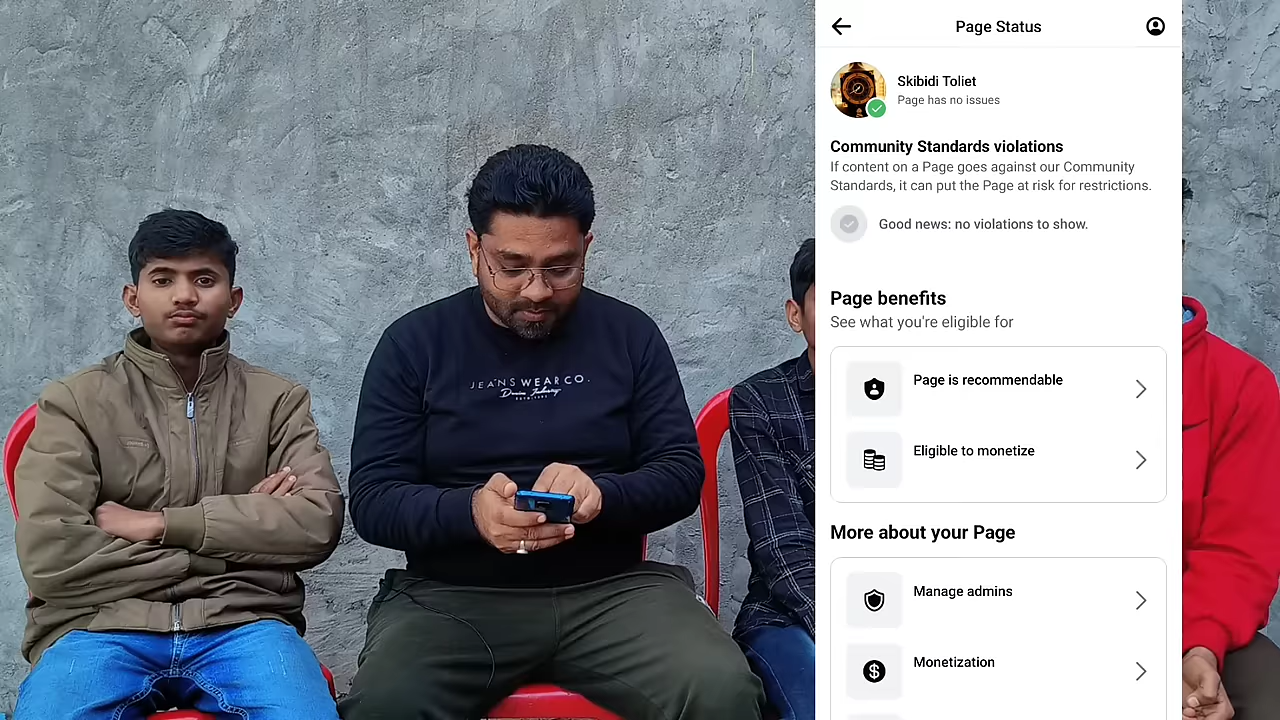 Page Status
Skibidi Toliet
Page has no issues
Community Standards violations
If content on a Page goes against our Community
Standards, it can put the Page at risk for restrictions.
Good news: no violations to show.
Page benefits
See what you're eligible for
Page is recommendable
Eligible to monetize
More about your Page
Manage admins
Monetization
JEANSWEAR CO.